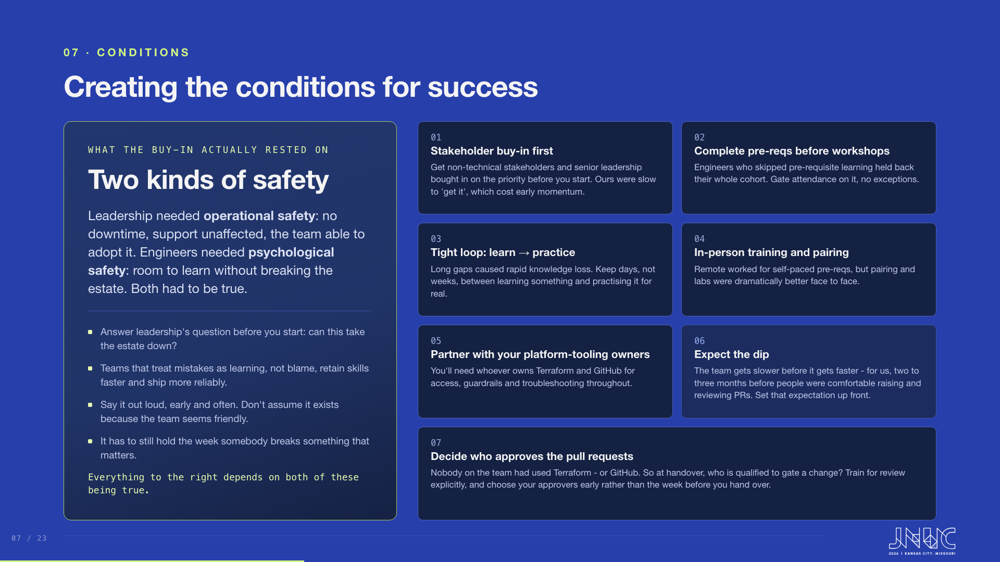 07 · CONDITIONS
Creating the conditions for success
WHAT THE BUY-IN ACTUALLY RESTED ON
Two kinds of safety
Leadership needed operational safety: no
downtime, support unaffected, the team able to
adopt it. Engineers needed psychological
safety: room to learn without breaking the
estate. Both had to be true.
Answer leadership's question before you start: can this take
the estate down?
Teams that treat mistakes as learning, not blame, retain skills
faster and ship more reliably.
Say it out loud, early and often. Don't assume it exists
because the team seems friendly.
It has to still hold the week somebody breaks something that
matters.
Everything to the right depends on both of these
being true.
01
Stakeholder buy-in first
Get non-technical stakeholders and senior leadership
bought in on the priority before you start. Ours were slow
to 'get it', which cost early momentum.
02
Complete pre-reqs before workshops
Engineers who skipped pre-requisite learning held back
their whole cohort. Gate attendance on it, no exceptions.
03
Tight loop: learn → practice
Long gaps caused rapid knowledge loss. Keep days, not
weeks, between learning something and practising it for
real.
04
In-person training and pairing
Remote worked for self-paced pre-reqs, but pairing and
labs were dramatically better face to face.
05
Partner with your platform-tooling owners
You'll need whoever owns Terraform and GitHub for
access, guardrails and troubleshooting throughout.
06
Expect the dip
The team gets slower before it gets faster - for us, two to
three months before people were comfortable raising and
reviewing PRs. Set that expectation up front.
07
Decide who approves the pull requests
Nobody on the team had used Terraform - or GitHub. So at handover, who is qualified to gate a change? Train for review
explicitly, and choose your approvers early rather than the week before you hand over.
07 / 23
JNUC
2026 | KANSAS CITY, MISSOURI